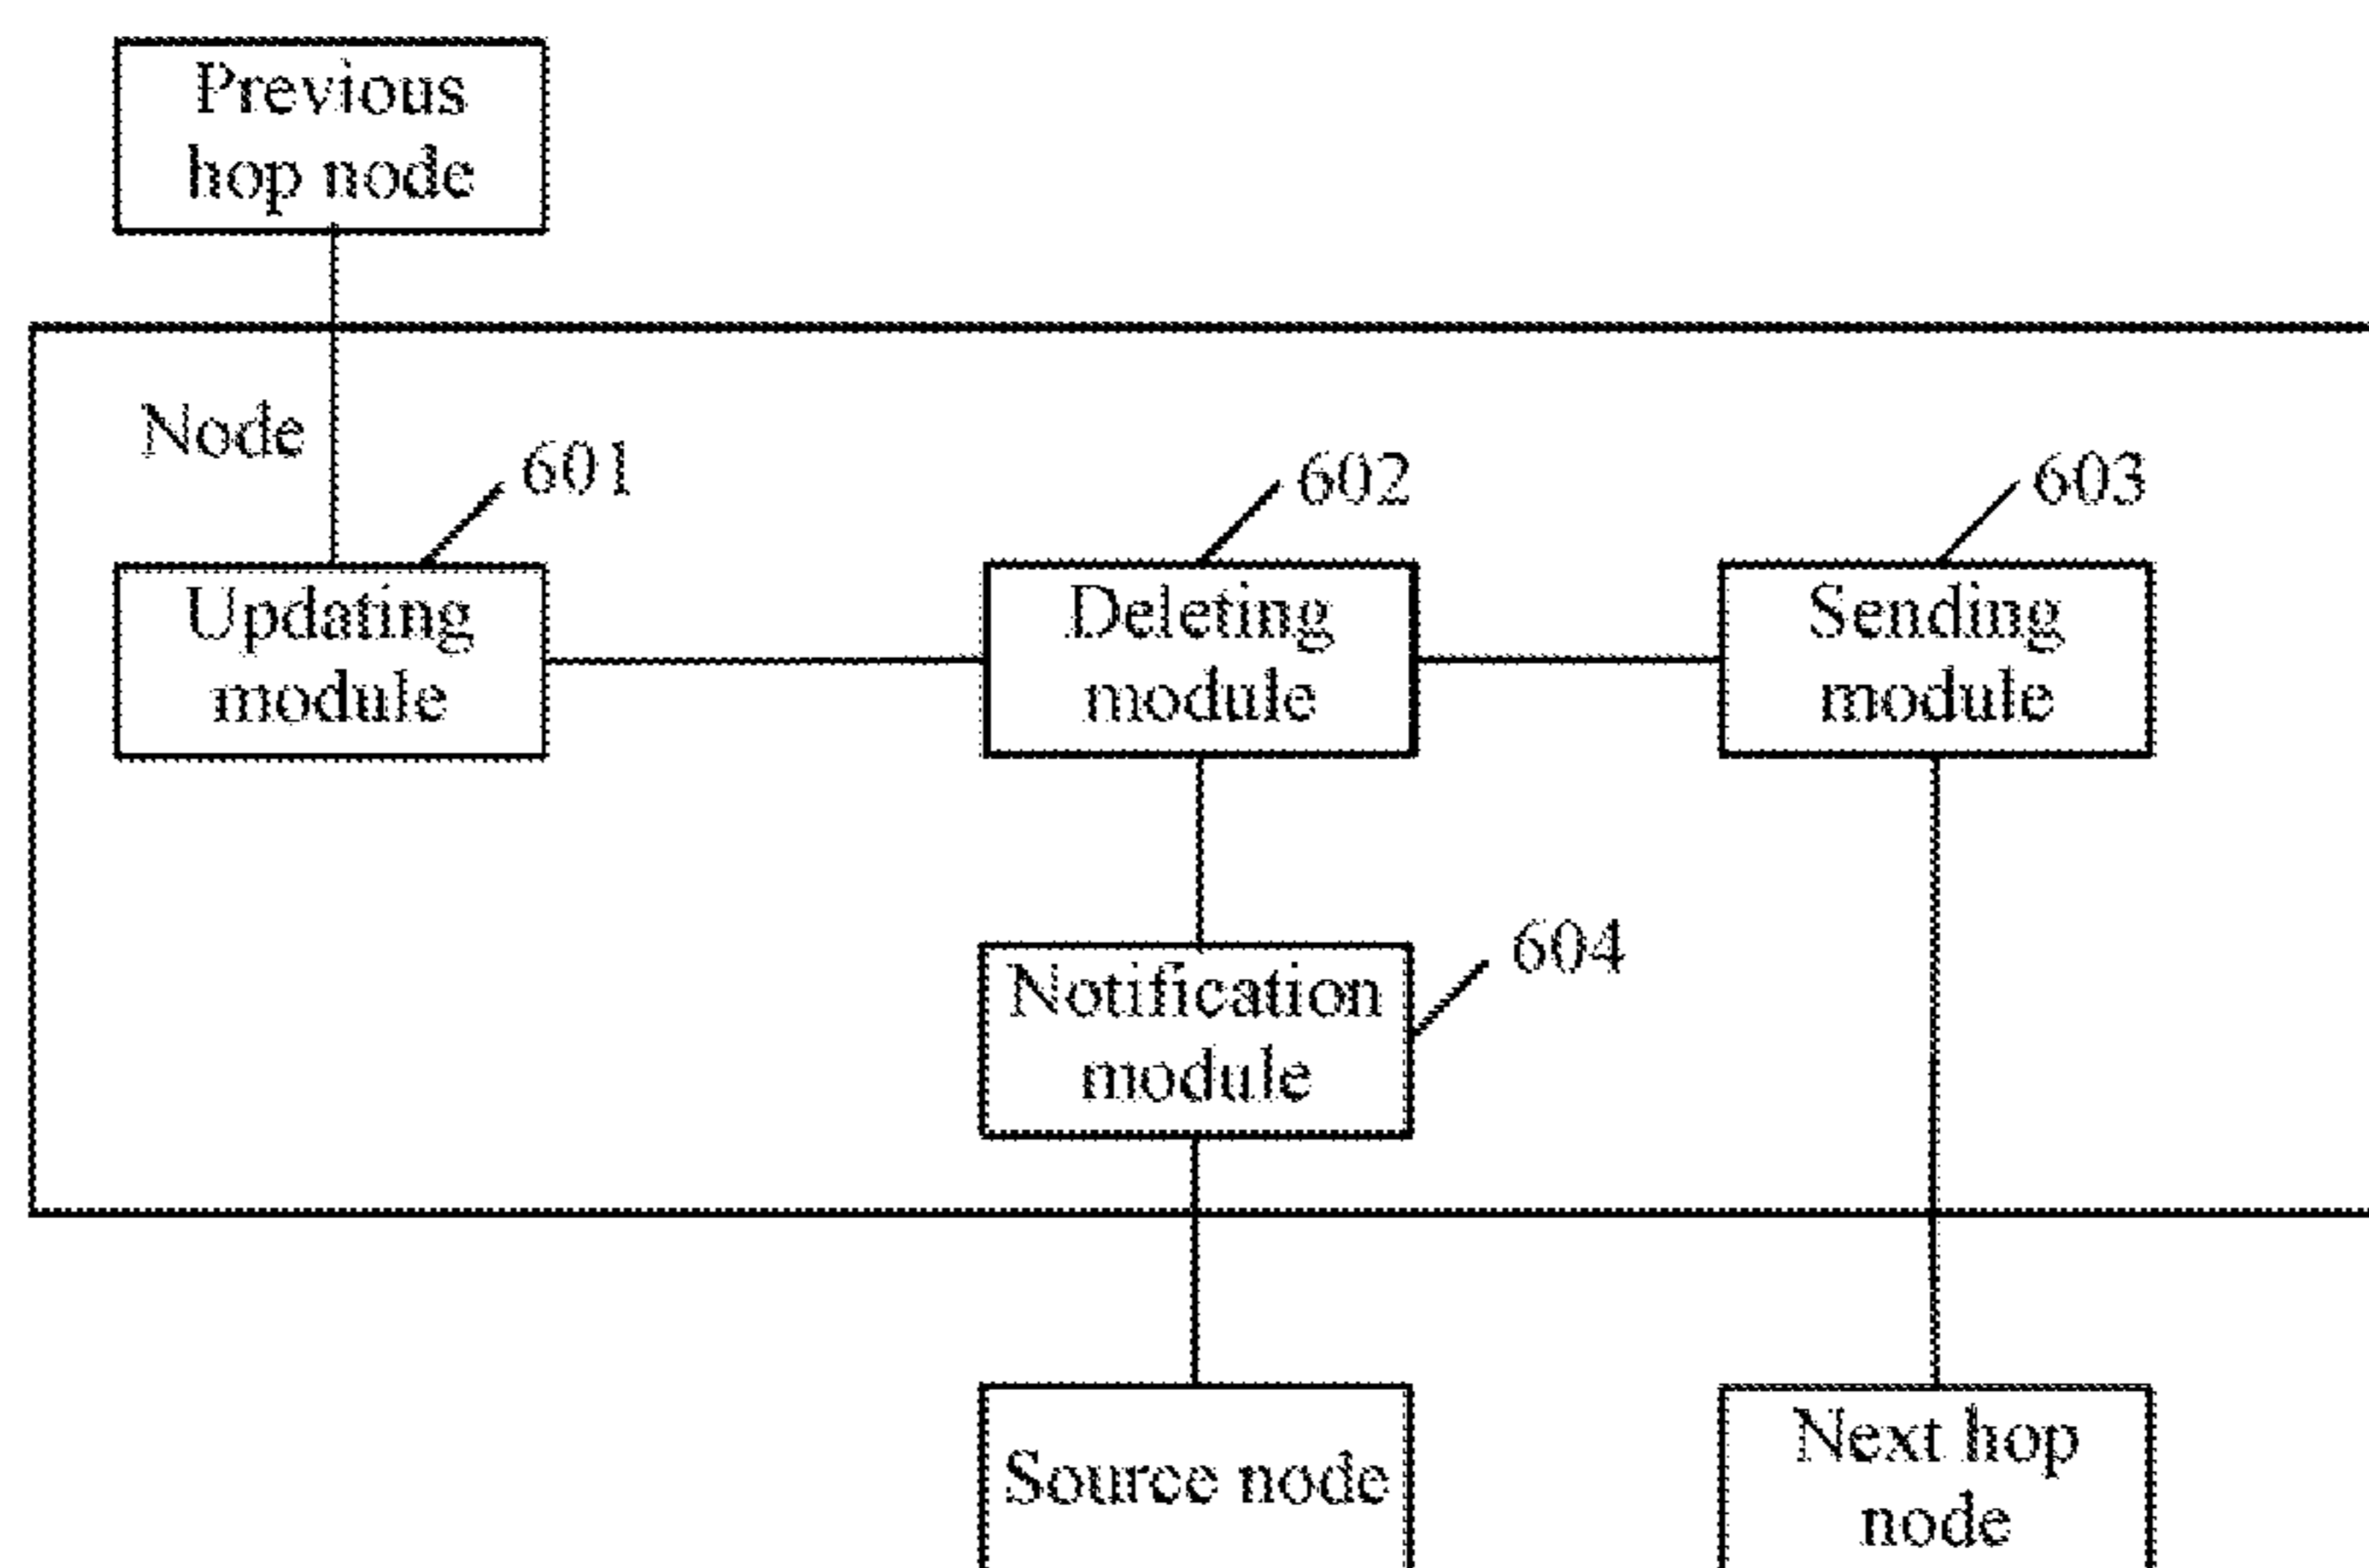 Previous
hop node
Node
601
602
603
Updating
module
Deleting
module
Sending
module
604
Notification
module
Source node
Next hop
node